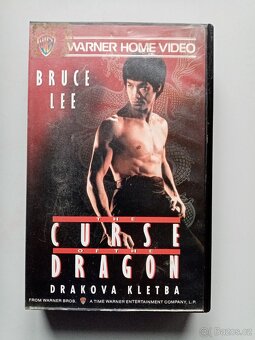 WARNER HOME VIDEO
BRUCE
LEE
THE
CURSE
OF THE
DRAGON
DRAKOVA KLETBA
FROM WARNER BROS.
A TIME WARNER ENTERTAINMENT COMPANY, L.P.